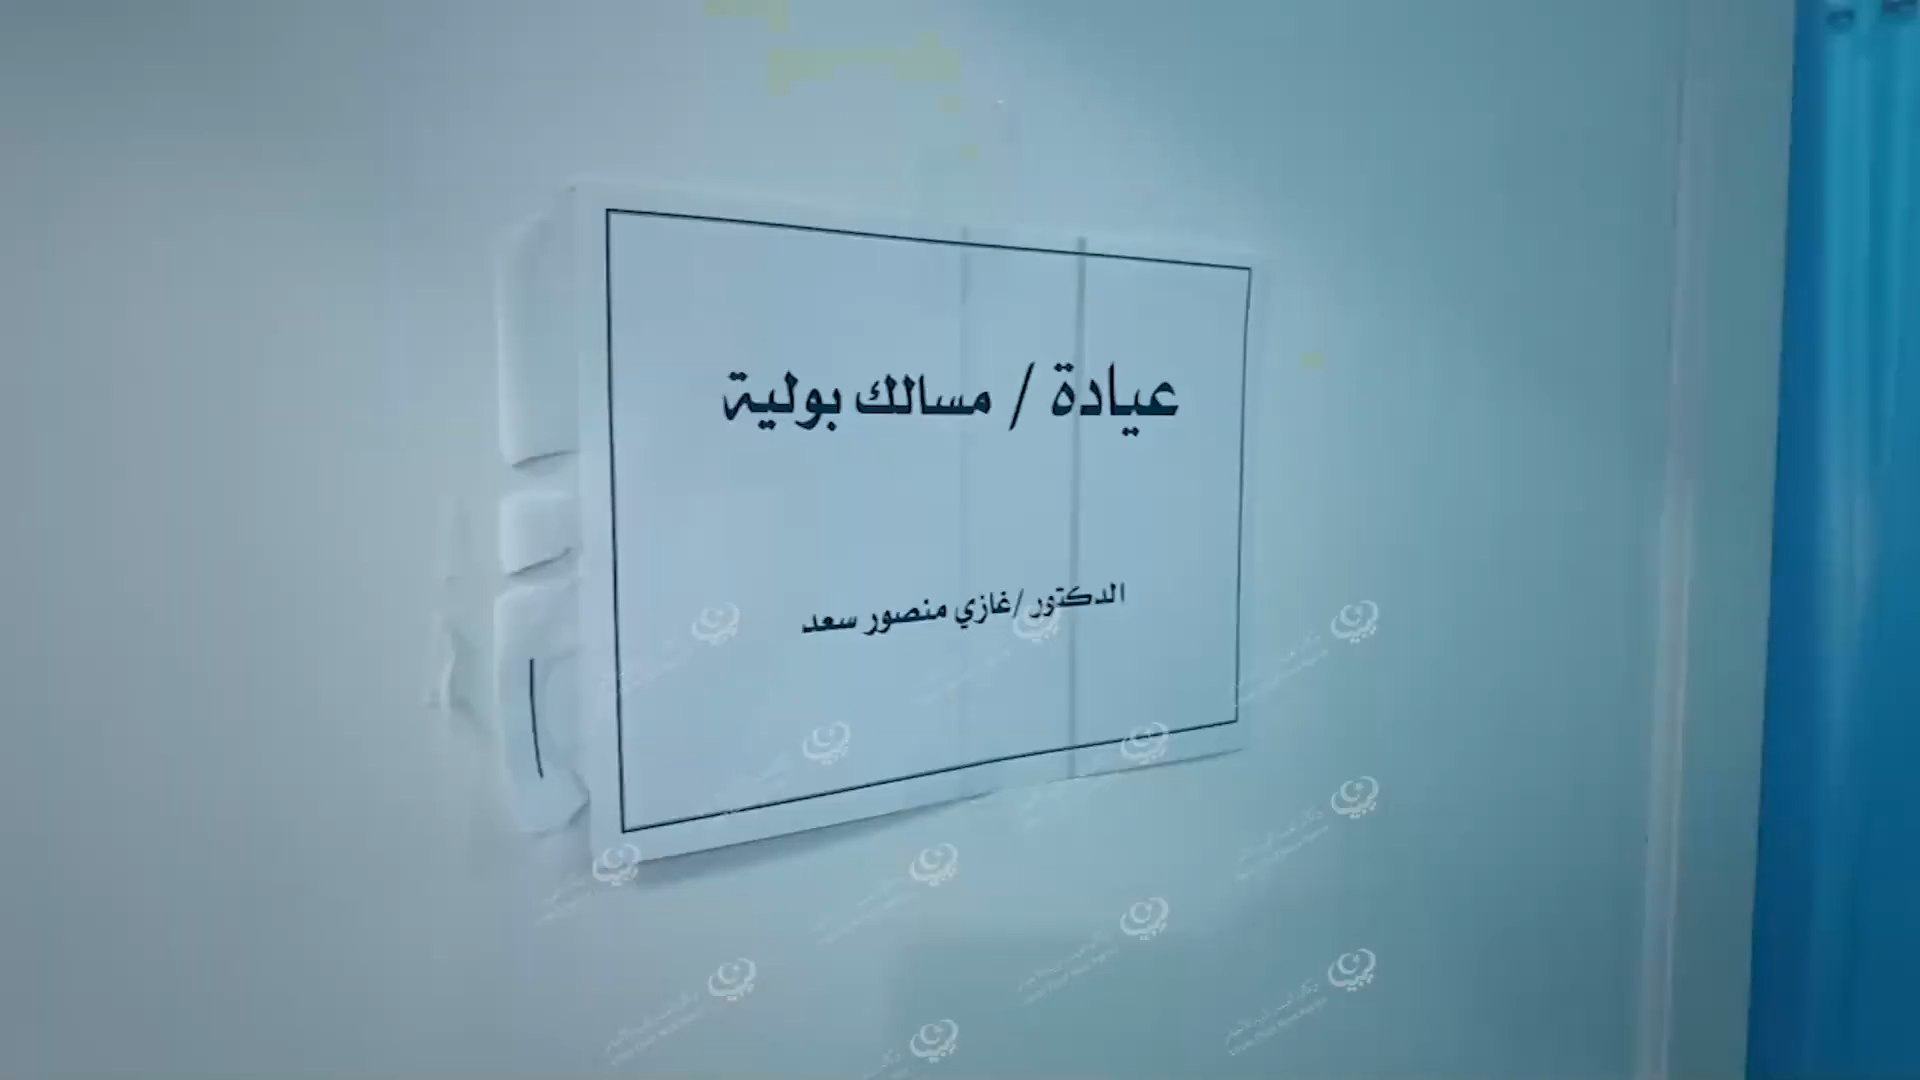 عيادة / مسالك بولية
الدكتور /غازي منصور سعد